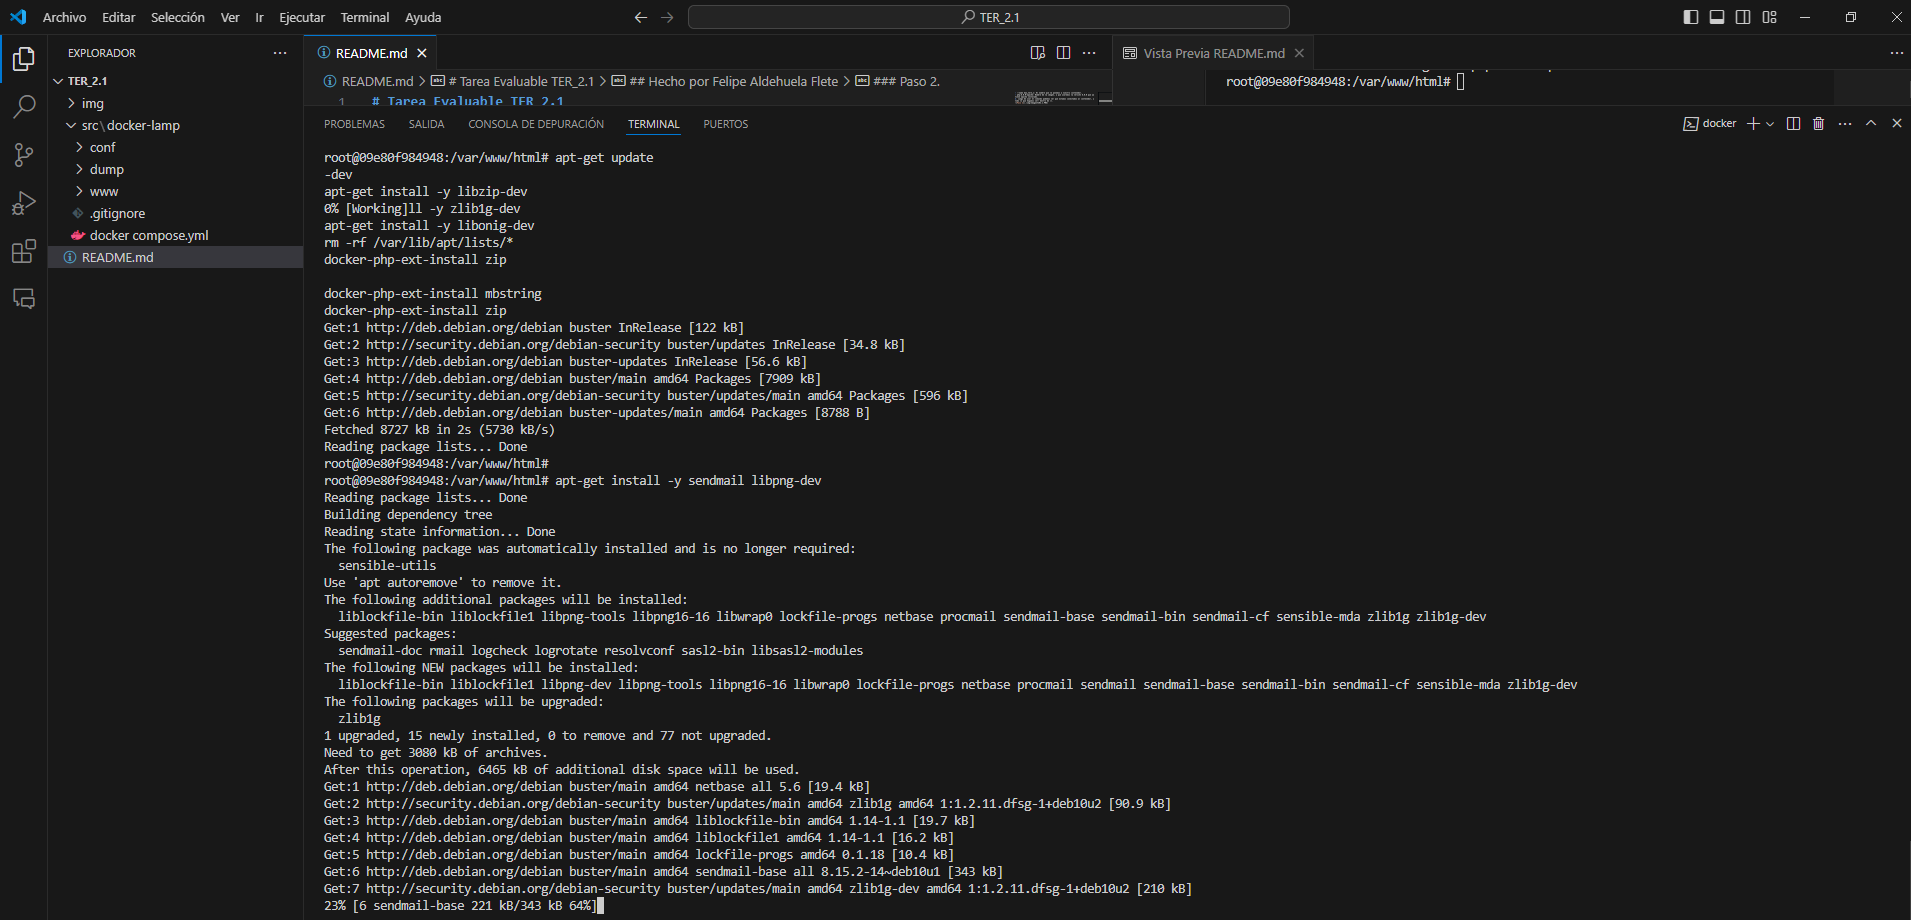 Archivo Editar Selección Ver Ir Ejecutar Terminal Ayuda
TER_2.1
EXPLORADOR
TER_2.1
img
src\docker-lamp
conf
dump
www
.gitignore
docker compose.yml
README.md
README.md
Vista Previa README.md
README.md > # Tarea Evaluable TER_2.1 > ## Hecho por Felipe Aldehuela Flete > ### Paso 2.
1 # Tarea Evaluable TER_2.1
root@09e80f984948:/var/www/html#
PROBLEMAS SALIDA CONSOLA DE DEPURACIÓN TERMINAL PUERTOS
docker
root@09e80f984948:/var/www/html# apt-get update
-dev
apt-get install -y libzip-dev
0% [Working]ll -y zlib1g-dev
apt-get install -y libonig-dev
rm -rf /var/lib/apt/lists/*
docker-php-ext-install zip
docker-php-ext-install mbstring
docker-php-ext-install zip
Get:1 http://deb.debian.org/debian buster InRelease [122 kB]
Get:2 http://security.debian.org/debian-security buster/updates InRelease [34.8 kB]
Get:3 http://deb.debian.org/debian buster-updates InRelease [56.6 kB]
Get:4 http://deb.debian.org/debian buster/main amd64 Packages [7909 kB]
Get:5 http://security.debian.org/debian-security buster/updates/main amd64 Packages [596 kB]
Get:6 http://deb.debian.org/debian buster-updates/main amd64 Packages [8788 B]
Fetched 8727 kB in 2s (5730 kB/s)
Reading package lists... Done
root@09e80f984948:/var/www/html#
root@09e80f984948:/var/www/html# apt-get install -y sendmail libpng-dev
Reading package lists... Done
Building dependency tree
Reading state information... Done
The following package was automatically installed and is no longer required:
sensible-utils
Use 'apt autoremove' to remove it.
The following additional packages will be installed:
liblockfile-bin liblockfile1 libpng-tools libpng16-16 libwrap0 lockfile-progs netbase procmail sendmail-base sendmail-bin sendmail-cf sensible-mda zlib1g zlib1g-dev
Suggested packages:
sendmail-doc rmail logcheck logrotate resolvconf sasl2-bin libsasl2-modules
The following NEW packages will be installed:
liblockfile-bin liblockfile1 libpng-dev libpng-tools libpng16-16 libwrap0 lockfile-progs netbase procmail sendmail sendmail-base sendmail-bin sendmail-cf sensible-mda zlib1g-dev
The following packages will be upgraded:
zlib1g
1 upgraded, 15 newly installed, 0 to remove and 77 not upgraded.
Need to get 3080 kB of archives.
After this operation, 6465 kB of additional disk space will be used.
Get:1 http://deb.debian.org/debian buster/main amd64 netbase all 5.6 [19.4 kB]
Get:2 http://security.debian.org/debian-security buster/updates/main amd64 zlib1g amd64 1:1.2.11.dfsg-1+deb10u2 [90.9 kB]
Get:3 http://deb.debian.org/debian buster/main amd64 liblockfile-bin amd64 1.14-1.1 [19.7 kB]
Get:4 http://deb.debian.org/debian buster/main amd64 liblockfile1 amd64 1.14-1.1 [16.2 kB]
Get:5 http://deb.debian.org/debian buster/main amd64 lockfile-progs amd64 0.1.18 [10.4 kB]
Get:6 http://deb.debian.org/debian buster/main amd64 sendmail-base all 8.15.2-14~deb10u1 [343 kB]
Get:7 http://security.debian.org/debian-security buster/updates/main amd64 zlib1g-dev amd64 1:1.2.11.dfsg-1+deb10u2 [210 kB]
23% [6 sendmail-base 221 kB/343 kB 64%]